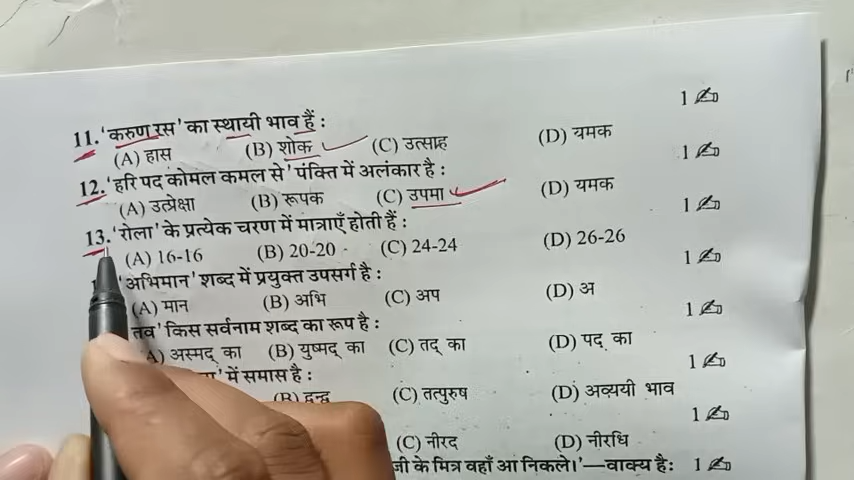 11. 'करुण रस' का स्थायी भाव हैं : 1
(A) हास (B) शोक (C) उत्साह (D) यमक
12. 'हरि पद कोमल कमल से' पंक्ति में अलंकार है : 1
(A) उत्प्रेक्षा (B) रूपक (C) उपमा (D) यमक
13. 'रोला' के प्रत्येक चरण में मात्राएँ होती हैं : 1
(A) 16-16 (B) 20-20 (C) 24-24 (D) 26-26
'अभिमान' शब्द में प्रयुक्त उपसर्ग है : 1
(A) मान (B) अभि (C) अप (D) अ
तव' किस सर्वनाम शब्द का रूप है : 1
A) अस्मद् का (B) युष्मद् का (C) तद् का (D) पद् का
' में समास है : 1
(B) द्वन्द्व (C) तत्पुरुष (D) अव्ययी भाव
1
(C) नीरद (D) नीरधि
जी के मित्र वहाँ आ निकले।'—वाक्य है: 1